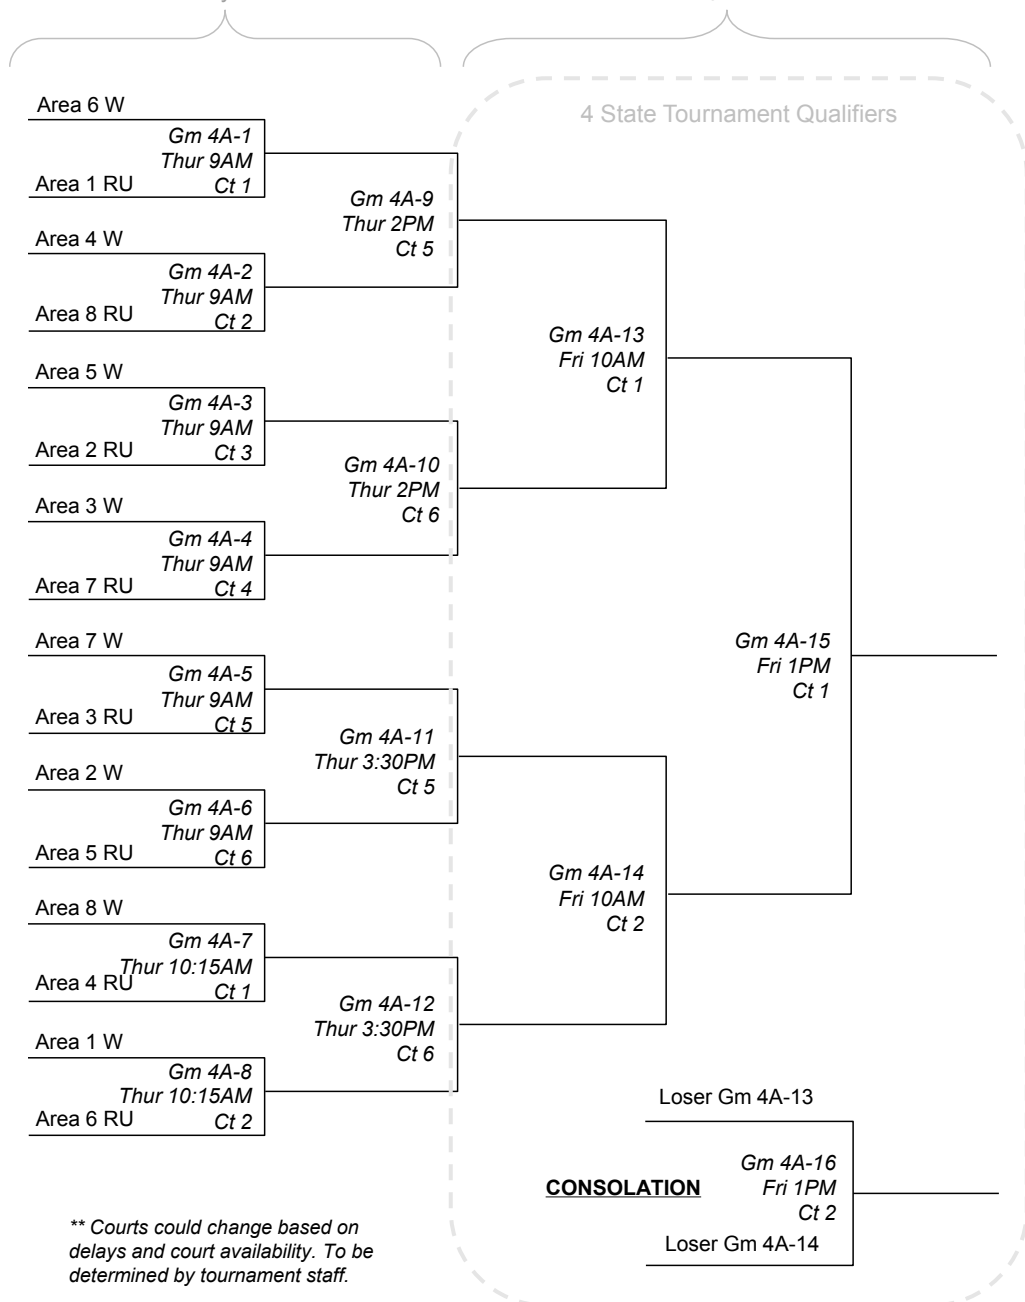 4 State Tournament Qualifiers
Area 6 W
Gm 4A-1
Thur 9AM
Area 1 RU
Ct 1
Gm 4A-9
Thur 2PM
Ct 5
Area 4 W
Gm 4A-2
Thur 9AM
Area 8 RU
Ct 2
Gm 4A-13
Fri 10AM
Ct 1
Area 5 W
Gm 4A-3
Thur 9AM
Area 2 RU
Ct 3
Gm 4A-10
Thur 2PM
Ct 6
Area 3 W
Gm 4A-4
Thur 9AM
Area 7 RU
Ct 4
Gm 4A-15
Fri 1PM
Ct 1
Area 7 W
Gm 4A-5
Thur 9AM
Area 3 RU
Ct 5
Gm 4A-11
Thur 3:30PM
Ct 5
Area 2 W
Gm 4A-6
Thur 9AM
Area 5 RU
Ct 6
Gm 4A-14
Fri 10AM
Ct 2
Area 8 W
Gm 4A-7
Thur 10:15AM
Area 4 RU
Ct 1
Gm 4A-12
Thur 3:30PM
Ct 6
Area 1 W
Gm 4A-8
Thur 10:15AM
Area 6 RU
Ct 2
Loser Gm 4A-13
CONSOLATION
Gm 4A-16
Fri 1PM
Ct 2
Loser Gm 4A-14
** Courts could change based on
delays and court availability. To be
determined by tournament staff.